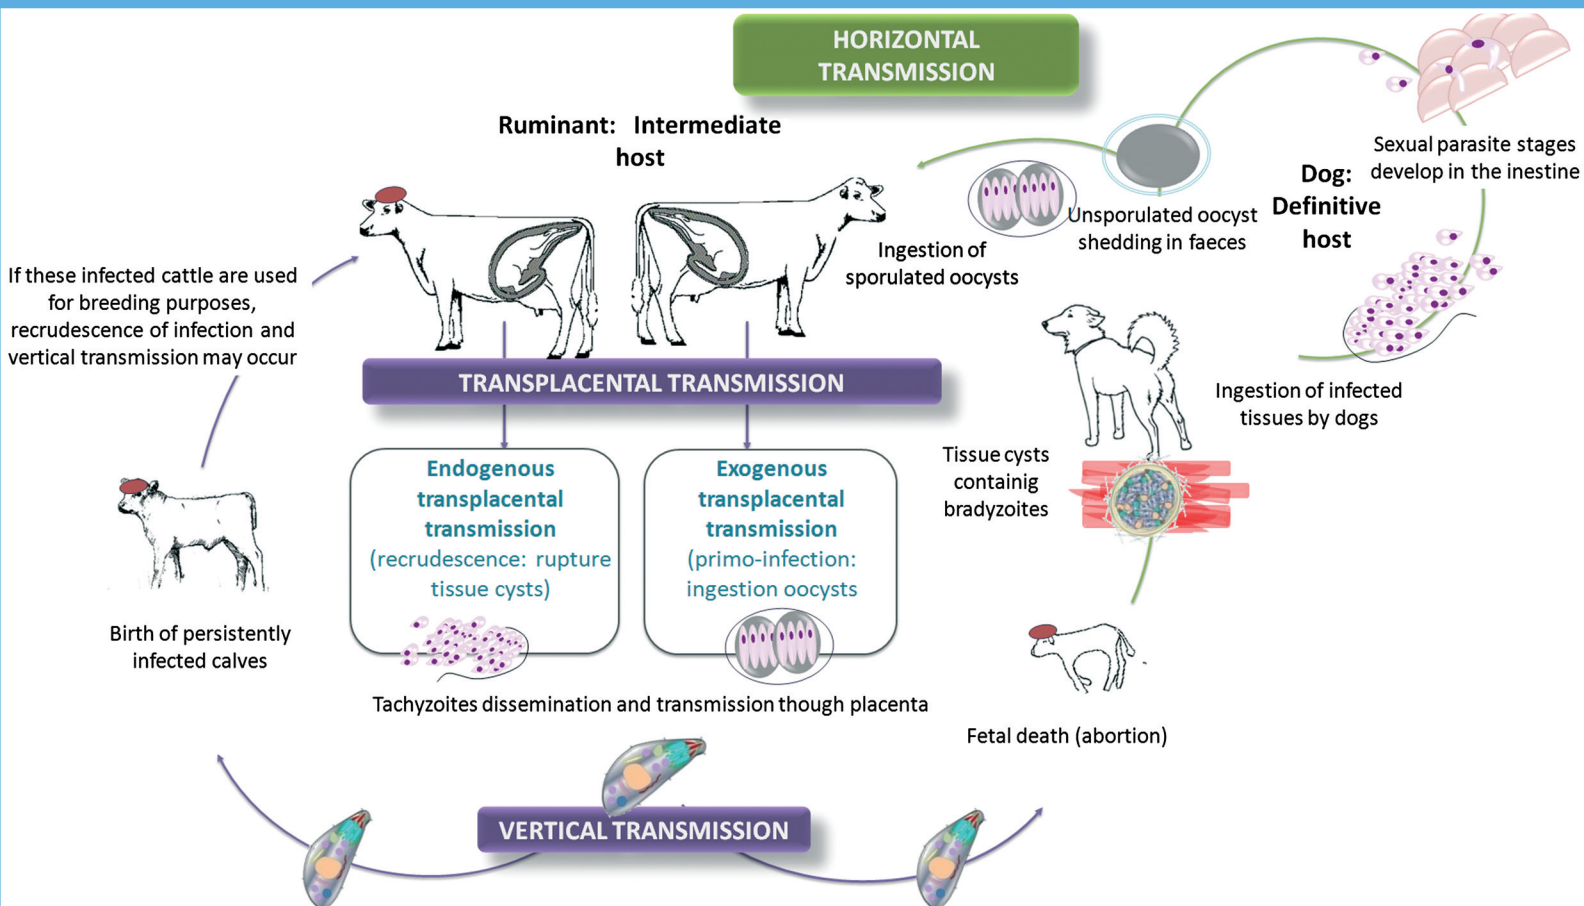 HORIZONTAL
TRANSMISSION
Ruminant: Intermediate
host
Sexual parasite stages
develop in the inestine
Dog:
Definitive
host
Unsporulated oocyst
shedding in faeces
Ingestion of
sporulated oocysts
If these infected cattle are used
for breeding purposes,
recrudescence of infection and
vertical transmission may occur
TRANSPLACENTAL TRANSMISSION
Ingestion of infected
tissues by dogs
Endogenous
transplacental
transmission
(recrudescence: rupture
tissue cysts)
Exogenous
transplacental
transmission
(primo-infection:
ingestion oocysts
Tissue cysts
containig
bradyzoites
Birth of persistently
infected calves
Tachyzoites dissemination and transmission though placenta
Fetal death (abortion)
VERTICAL TRANSMISSION